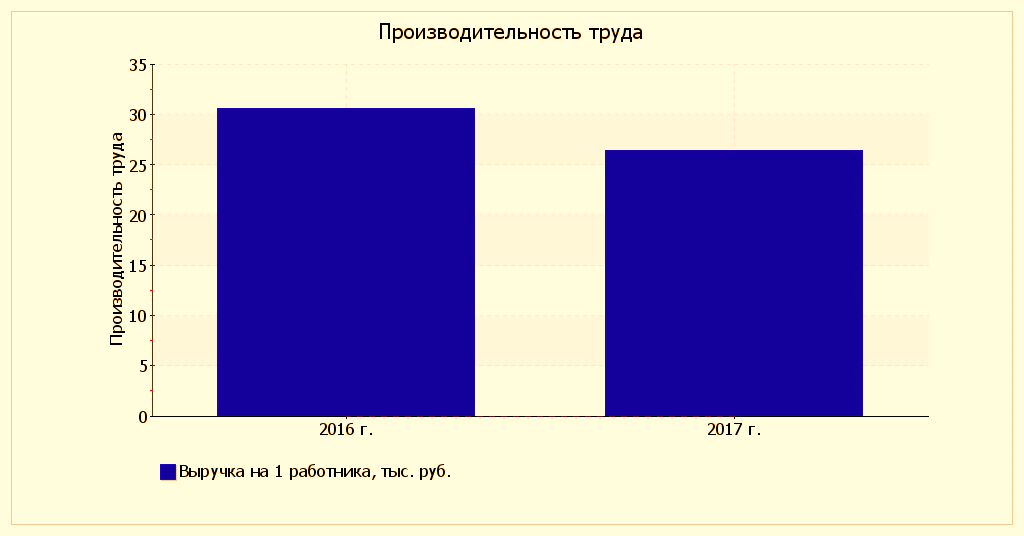 Производительность труда
Производительность труда
35
30
25
20
15
10
5
0
2016 г.
2017 г.
Выручка на 1 работника, тыс. руб.